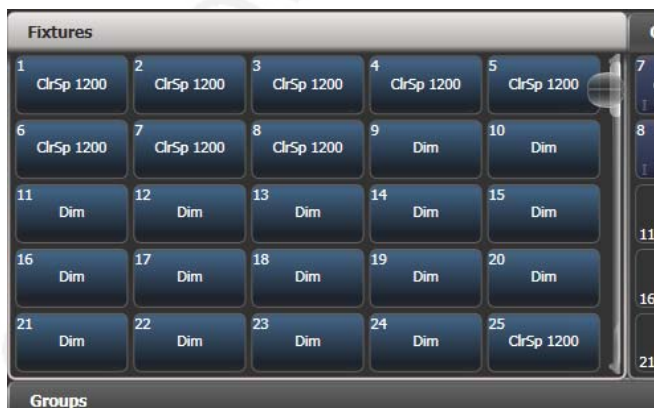 Fixtures
1 2 3 4 5
ClrSp 1200 ClrSp 1200 ClrSp 1200 ClrSp 1200 ClrSp 1200
6 7 8 9 10
ClrSp 1200 ClrSp 1200 ClrSp 1200 Dim Dim
11 12 13 14 15
Dim Dim Dim Dim Dim
16 17 18 19 20
Dim Dim Dim Dim Dim
21 22 23 24 25
Dim Dim Dim Dim ClrSp 1200
Groups
7
8
11
16
21